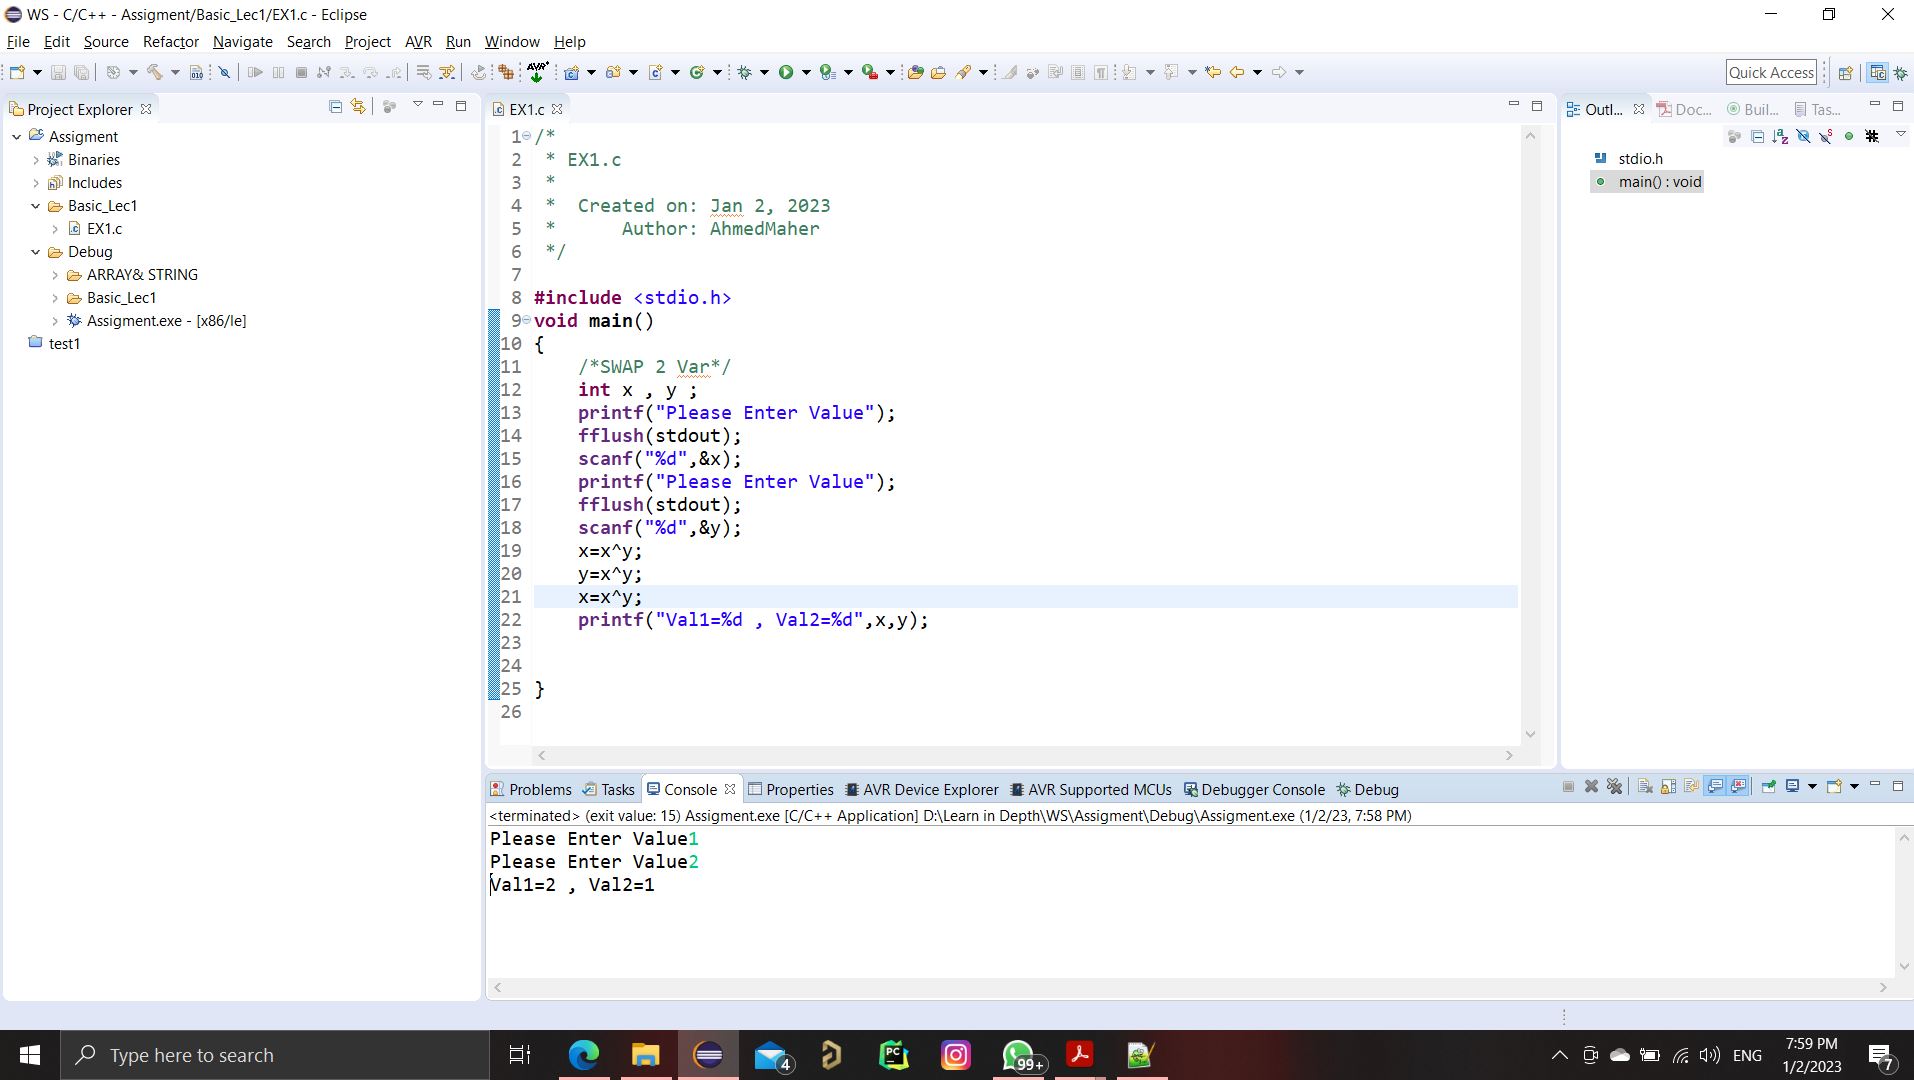 WS - C/C++ - Assigment/Basic_Lec1/EX1.c - Eclipse
File Edit Source Refactor Navigate Search Project AVR Run Window Help
Quick Access
Project Explorer
Assigment
Binaries
Includes
Basic_Lec1
EX1.c
Debug
ARRAY& STRING
Basic_Lec1
Assigment.exe - [x86/le]
test1
EX1.c
1 /*
2 * EX1.c
3 *
4 * Created on: Jan 2, 2023
5 * Author: AhmedMaher
6 */
7
8 #include <stdio.h>
9 void main()
10 {
11 /*SWAP 2 Var*/
12 int x , y ;
13 printf("Please Enter Value");
14 fflush(stdout);
15 scanf("%d",&x);
16 printf("Please Enter Value");
17 fflush(stdout);
18 scanf("%d",&y);
19 x=x^y;
20 y=x^y;
21 x=x^y;
22 printf("Val1=%d , Val2=%d",x,y);
23
24
25 }
26
Outl... Doc... Buil... Tas...
stdio.h
main() : void
Problems Tasks Console Properties AVR Device Explorer AVR Supported MCUs Debugger Console Debug
<terminated> (exit value: 15) Assigment.exe [C/C++ Application] D:\Learn in Depth\WS\Assigment\Debug\Assigment.exe (1/2/23, 7:58 PM)
Please Enter Value1
Please Enter Value2
Val1=2 , Val2=1
Type here to search
4
PC
99+
ENG
7:59 PM
1/2/2023
7